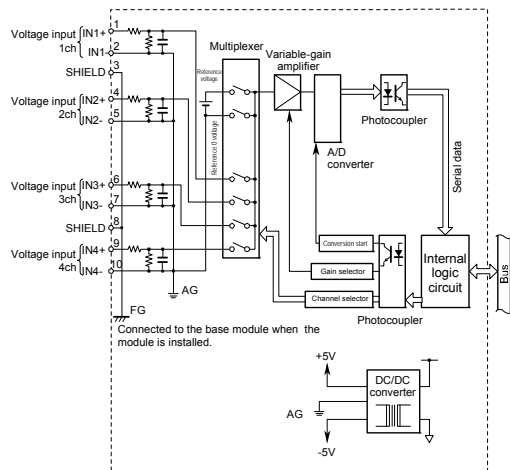 Voltage input
1ch
IN1+
1
IN1-
2
SHIELD
3
Voltage input
2ch
IN2+
4
IN2-
5
Voltage input
3ch
IN3+
6
IN3-
7
SHIELD
8
Voltage input
4ch
IN4+
9
IN4-
10
AG
FG
Connected to the base module when the
module is installed.
Reference
voltage
Reference 0 voltage
Multiplexer
Variable-gain
amplifier
A/D
converter
Photocoupler
Serial data
Conversion start
Gain selector
Channel selector
Photocoupler
Internal
logic
circuit
Bus
+5V
AG
-5V
DC/DC
converter